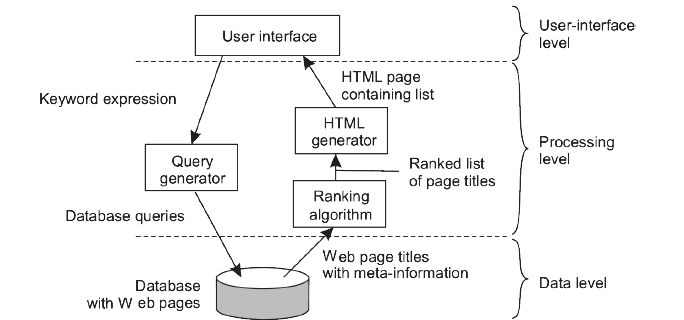 User interface
User-interface
level
Keyword expression
HTML page
containing list
HTML
generator
Processing
level
Query
generator
Ranked list
of page titles
Ranking
algorithm
Database queries
Web page titles
with meta-information
Database
with W eb pages
Data level